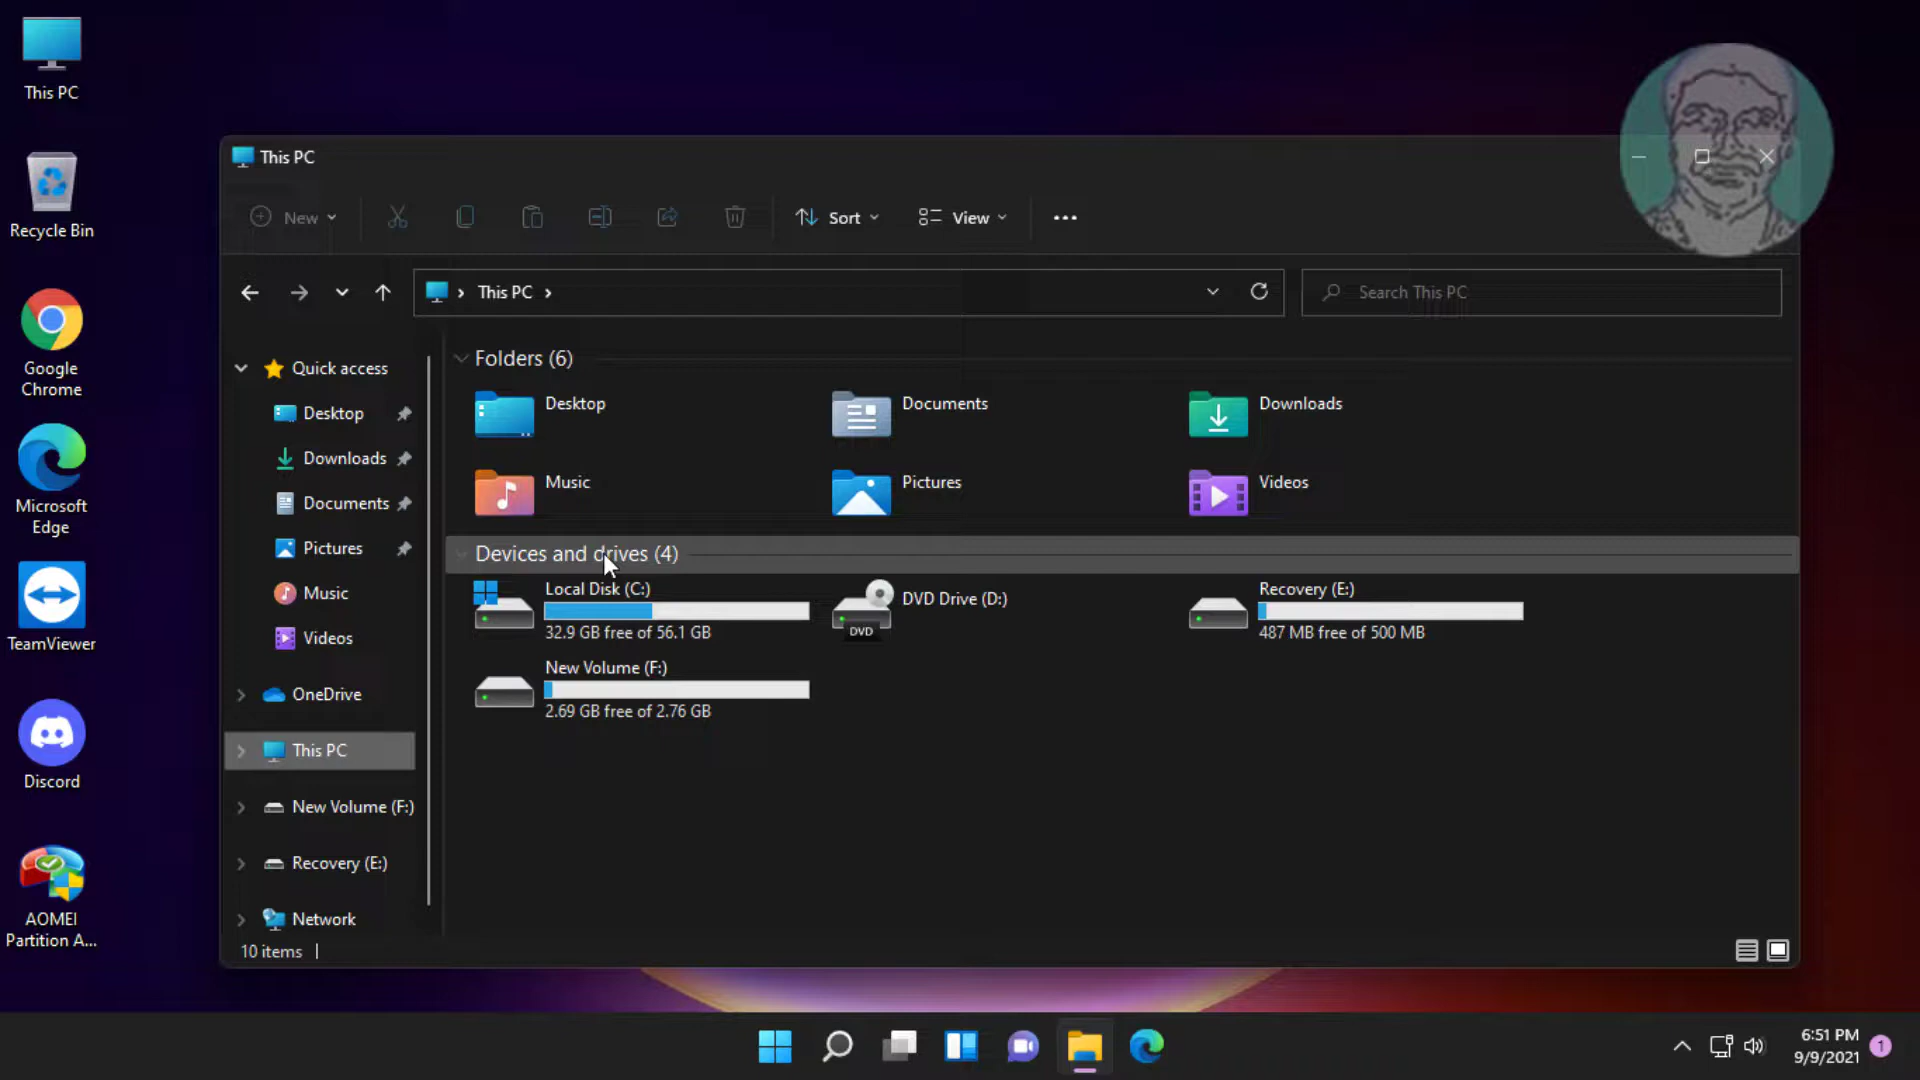 This PC
Recycle Bin
Google
Chrome
Microsoft
Edge
TeamViewer
Discord
AOMEI
Partition A...
This PC
New
Sort
View
This PC
Search This PC
Quick access
Desktop
Downloads
Documents
Pictures
Music
Videos
OneDrive
This PC
New Volume (F:)
Recovery (E:)
Network
Folders (6)
Desktop
Documents
Downloads
Music
Pictures
Videos
Devices and drives (4)
Local Disk (C:)
32.9 GB free of 56.1 GB
DVD
DVD Drive (D:)
Recovery (E:)
487 MB free of 500 MB
New Volume (F:)
2.69 GB free of 2.76 GB
10 items
6:51 PM
9/9/2021
1